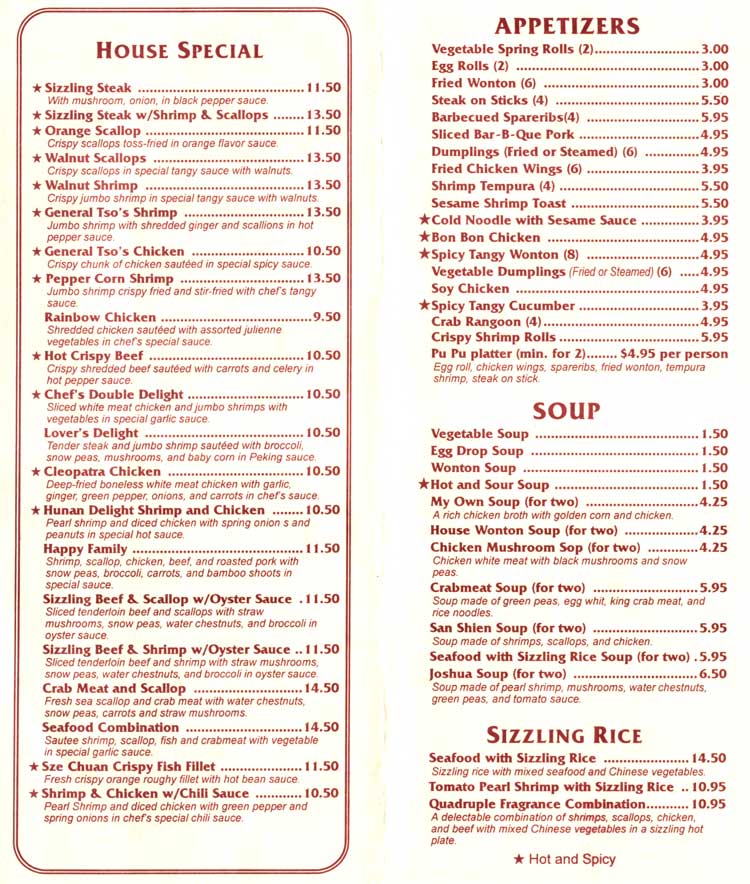 HOUSE SPECIAL
★ Sizzling Steak ........................................ 11.50
With mushroom, onion, in black pepper sauce.
★ Sizzling Steak w/Shrimp & Scallops ........ 13.50
★ Orange Scallop ...................................... 11.50
Crispy scallops toss-fried in orange flavor sauce.
★ Walnut Scallops .................................... 13.50
Crispy scallops in special tangy sauce with walnuts.
★ Walnut Shrimp ...................................... 13.50
Crispy jumbo shrimp in special tangy sauce with walnuts.
★ General Tso's Shrimp ............................. 13.50
Jumbo shrimp with shredded ginger and scallions in hot
pepper sauce.
★ General Tso's Chicken ........................... 10.50
Crispy chunk of chicken sautéed in special spicy sauce.
★ Pepper Corn Shrimp .............................. 13.50
Jumbo shrimp crispy fried and stir-fried with chef's tangy
sauce.
Rainbow Chicken .................................... 9.50
Shredded chicken sautéed with assorted julienne
vegetables in chef's special sauce.
★ Hot Crispy Beef ..................................... 10.50
Crispy shredded beef sautéed with carrots and celery in
hot pepper sauce.
★ Chef's Double Delight ............................ 10.50
Sliced white meat chicken and jumbo shrimps with
vegetables in special garlic sauce.
Lover's Delight ...................................... 10.50
Tender steak and jumbo shrimp sautéed with broccoli,
snow peas, mushrooms, and baby corn in Peking sauce.
★ Cleopatra Chicken ................................. 10.50
Deep-fried boneless white meat chicken with garlic,
ginger, green pepper, onions, and carrots in chef's sauce.
★ Hunan Delight Shrimp and Chicken ........ 10.50
Pearl shrimp and diced chicken with spring onion s and
peanuts in special hot sauce.
Happy Family ......................................... 11.50
Shrimp, scallop, chicken, beef, and roasted pork with
snow peas, broccoli, carrots, and bamboo shoots in
special sauce.
Sizzling Beef & Scallop w/Oyster Sauce . 11.50
Sliced tenderloin beef and scallops with straw
mushrooms, snow peas, water chestnuts, and broccoli in
oyster sauce.
Sizzling Beef & Shrimp w/Oyster Sauce .. 11.50
Sliced tenderloin beef and shrimp with straw mushrooms,
snow peas, water chestnuts, and broccoli in oyster sauce.
Crab Meat and Scallop .......................... 14.50
Fresh sea scallop and crab meat with water chestnuts,
snow peas, carrots and straw mushrooms.
Seafood Combination ............................ 14.50
Sautee shrimp, scallop, fish and crabmeat with vegetable
in special garlic sauce.
★ Sze Chuan Crispy Fish Fillet ................... 11.50
Fresh crispy orange roughy fillet with hot bean sauce.
★ Shrimp & Chicken w/Chili Sauce ............ 10.50
Pearl Shrimp and diced chicken with green pepper and
spring onions in chef's special chili sauce.
APPETIZERS
Vegetable Spring Rolls (2)......................... 3.00
Egg Rolls (2) ............................................ 3.00
Fried Wonton (6) ....................................... 3.00
Steak on Sticks (4) ................................... 5.50
Barbecued Spareribs(4) ............................ 5.95
Sliced Bar-B-Que Pork .............................. 4.95
Dumplings (Fried or Steamed) (6) ............. 4.95
Fried Chicken Wings (6) ............................ 3.95
Shrimp Tempura (4) .................................. 5.50
Sesame Shrimp Toast ............................... 5.50
★Cold Noodle with Sesame Sauce .............. 3.95
★Bon Bon Chicken .................................... 4.95
★Spicy Tangy Wonton (8) .......................... 4.95
Vegetable Dumplings (Fried or Steamed) (6) ..... 4.95
Soy Chicken ............................................ 4.95
★Spicy Tangy Cucumber ............................ 3.95
Crab Rangoon (4)...................................... 4.95
Crispy Shrimp Rolls .................................. 5.95
Pu Pu platter (min. for 2)........ $4.95 per person
Egg roll, chicken wings, spareribs, fried wonton, tempura
shrimp, steak on stick.
SOUP
Vegetable Soup ....................................... 1.50
Egg Drop Soup ........................................ 1.50
Wonton Soup .......................................... 1.50
★Hot and Sour Soup .................................. 1.50
My Own Soup (for two) ............................ 4.25
A rich chicken broth with golden corn and chicken.
House Wonton Soup (for two) .................. 4.25
Chicken Mushroom Sop (for two) ............ 4.25
Chicken white meat with black mushrooms and snow
peas.
Crabmeat Soup (for two) ......................... 5.95
Soup made of green peas, egg whit, king crab meat, and
rice noodles.
San Shien Soup (for two) ......................... 5.95
Soup made of shrimps, scallops, and chicken.
Seafood with Sizzling Rice Soup (for two) . 5.95
Joshua Soup (for two) .............................. 6.50
Soup made of pearl shrimp, mushrooms, water chestnuts,
green peas, and tomato sauce.
SIZZLING RICE
Seafood with Sizzling Rice .................... 14.50
Sizzling rice with mixed seafood and Chinese vegetables.
Tomato Pearl Shrimp with Sizzling Rice .. 10.95
Quadruple Fragrance Combination........... 10.95
A delectable combination of shrimps, scallops, chicken,
and beef with mixed Chinese vegetables in a sizzling hot
plate.
★ Hot and Spicy